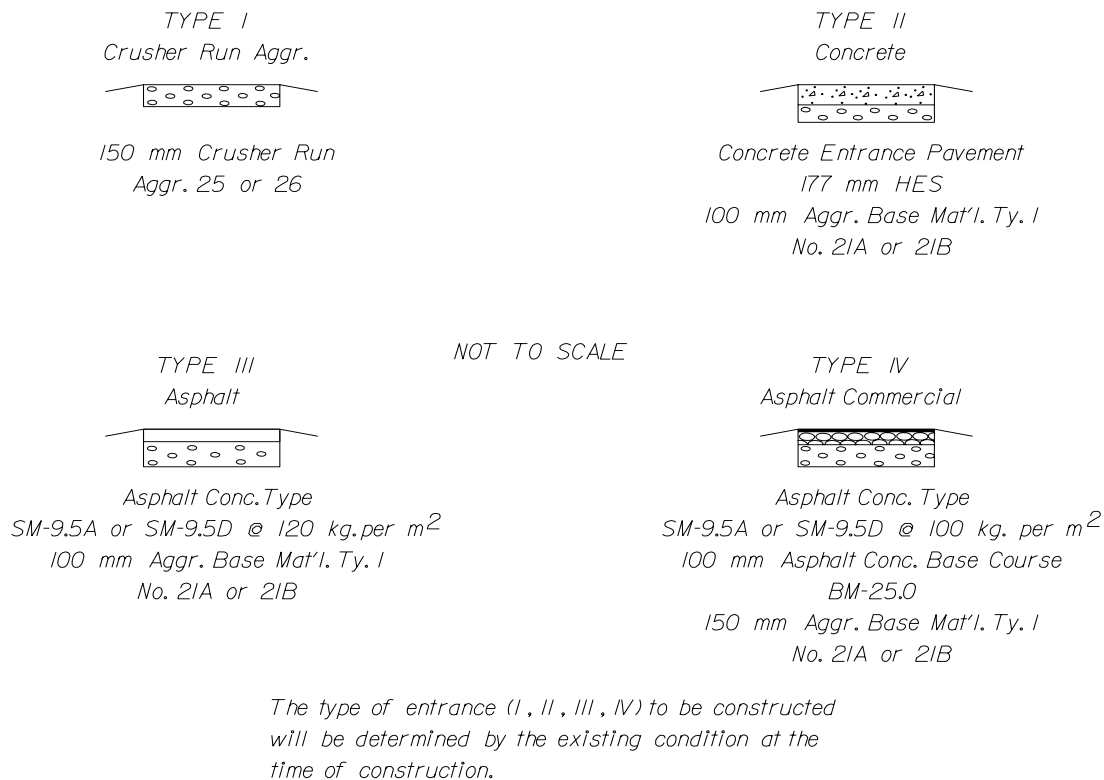 TYPE I
Crusher Run Aggr.
150 mm Crusher Run
Aggr. 25 or 26
TYPE II
Concrete
Concrete Entrance Pavement
177 mm HES
100 mm Aggr. Base Mat'l. Ty. I
No. 21A or 21B
NOT TO SCALE
TYPE III
Asphalt
Asphalt Conc. Type
SM-9.5A or SM-9.5D @ 120 kg. per m²
100 mm Aggr. Base Mat'l. Ty. I
No. 21A or 21B
TYPE IV
Asphalt Commercial
Asphalt Conc. Type
SM-9.5A or SM-9.5D @ 100 kg. per m²
100 mm Asphalt Conc. Base Course
BM-25.0
150 mm Aggr. Base Mat'l. Ty. I
No. 21A or 21B
The type of entrance (I, II, III, IV) to be constructed
will be determined by the existing condition at the
time of construction.